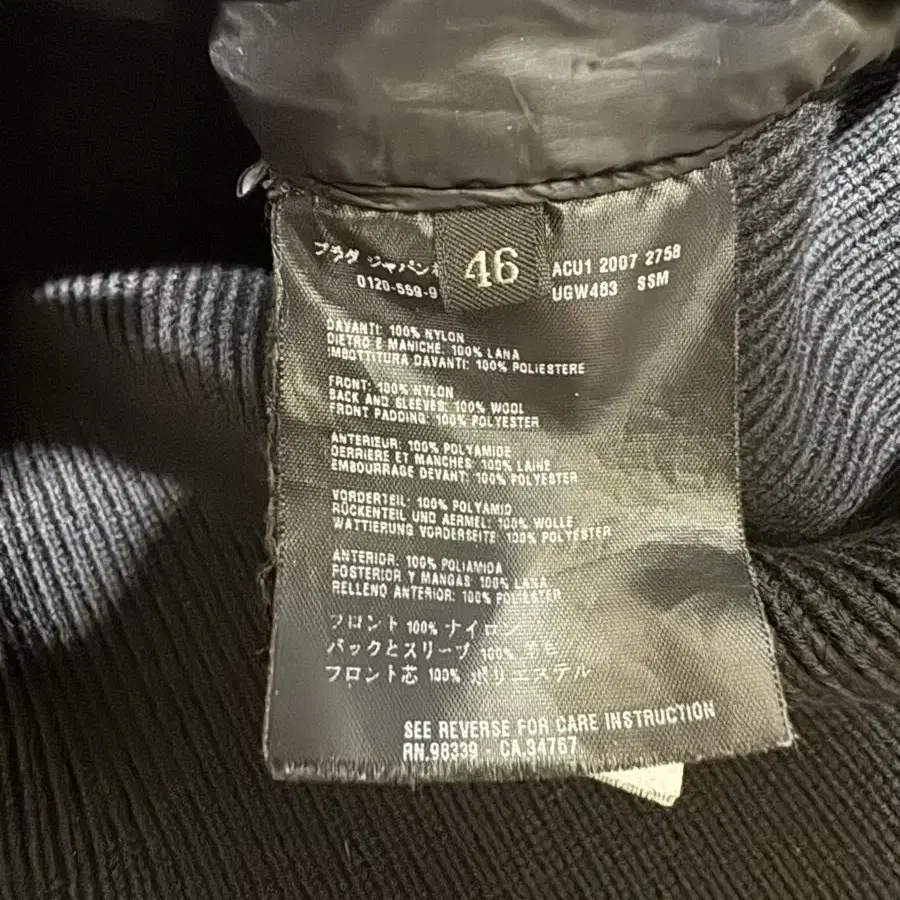 プラダ ジャパン
0120-559-9
46
ACU1 2007 2758
UGW483 SSM
DAVANTI: 100% NYLON
DIETRO E MANICHE: 100% LANA
IMBOTTITURA DAVANTI: 100% POLIESTERE
FRONT: 100% NYLON
BACK AND SLEEVES: 100% WOOL
FRONT PADDING: 100% POLYESTER
ANTERIEUR: 100% POLYAMIDE
DERRIERE ET MANCHES: 100% LAINE
EMBOURRAGE DEVANT: 100% POLYESTER
VORDERTEIL: 100% POLYAMID
RÜCKENTEIL UND AERMEL: 100% WOLLE
WATTIERUNG VORDERSEITE: 100% POLYESTER
ANTERIOR: 100% POLIAMIDA
POSTERIOR Y MANGAS: 100% LANA
RELLENO ANTERIOR: 100% POLIESTER
フロント 100% ナイロン
バックとスリーブ 100% 羊毛
フロント芯 100% ポリエステル
SEE REVERSE FOR CARE INSTRUCTION
RN.98339 - CA.34767